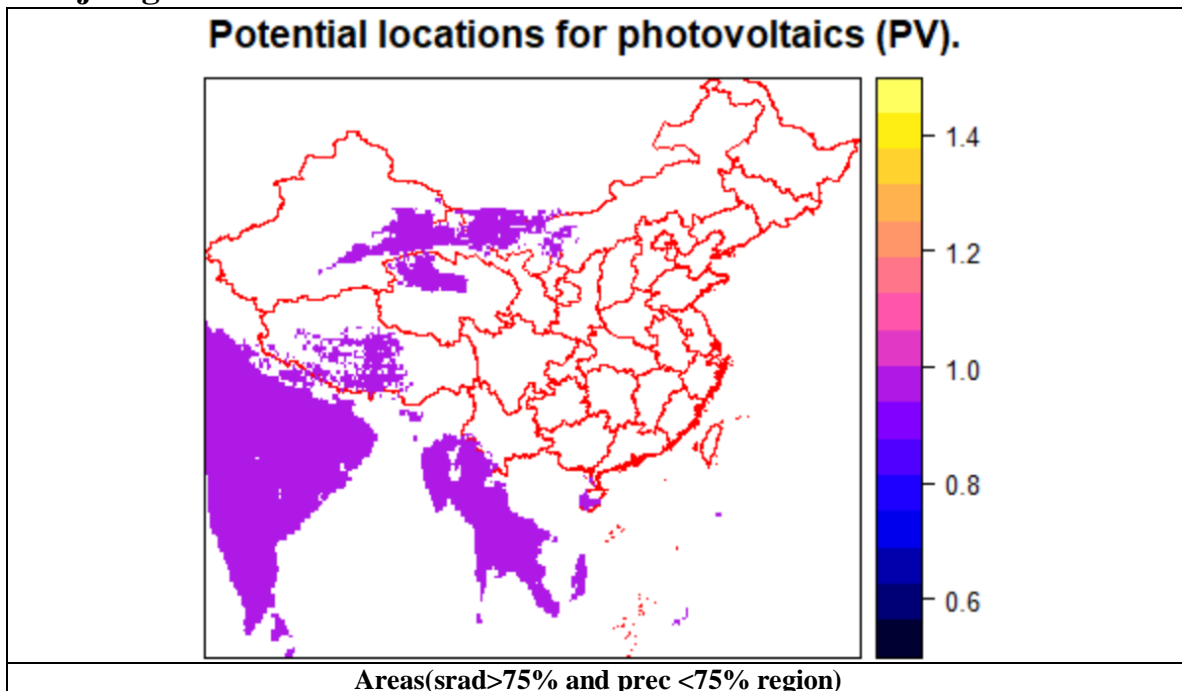 Potential locations for photovoltaics (PV).
1.4
1.2
1.0
0.8
0.6
Areas(srad>75% and prec <75% region)